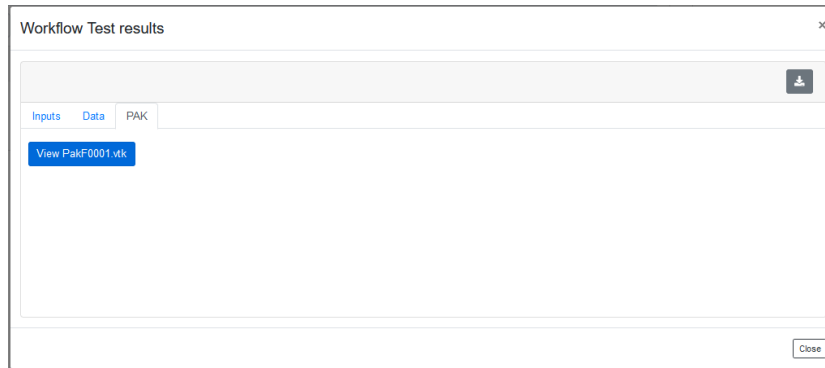 Workflow Test results
×
Inputs Data PAK
View PakF0001.vtk
Close